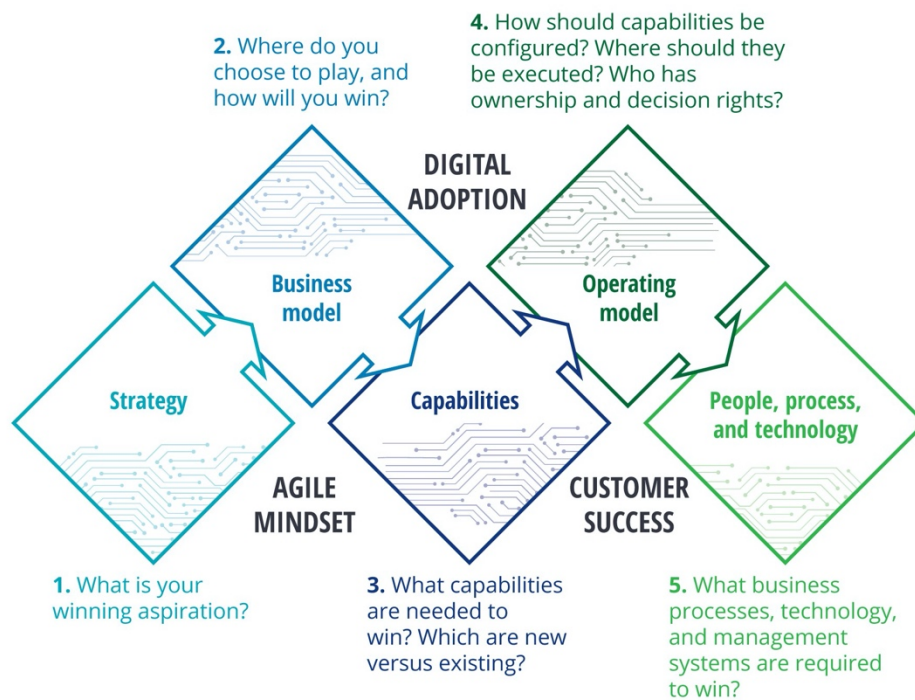 2. Where do you
choose to play, and
how will you win?
4. How should capabilities be
configured? Where should they
be executed? Who has
ownership and decision rights?
DIGITAL
ADOPTION
Business
model
Operating
model
Strategy
Capabilities
People, process,
and technology
AGILE
MINDSET
CUSTOMER
SUCCESS
1. What is your
winning aspiration?
3. What capabilities
are needed to
win? Which are new
versus existing?
5. What business
processes, technology,
and management
systems are required
to win?